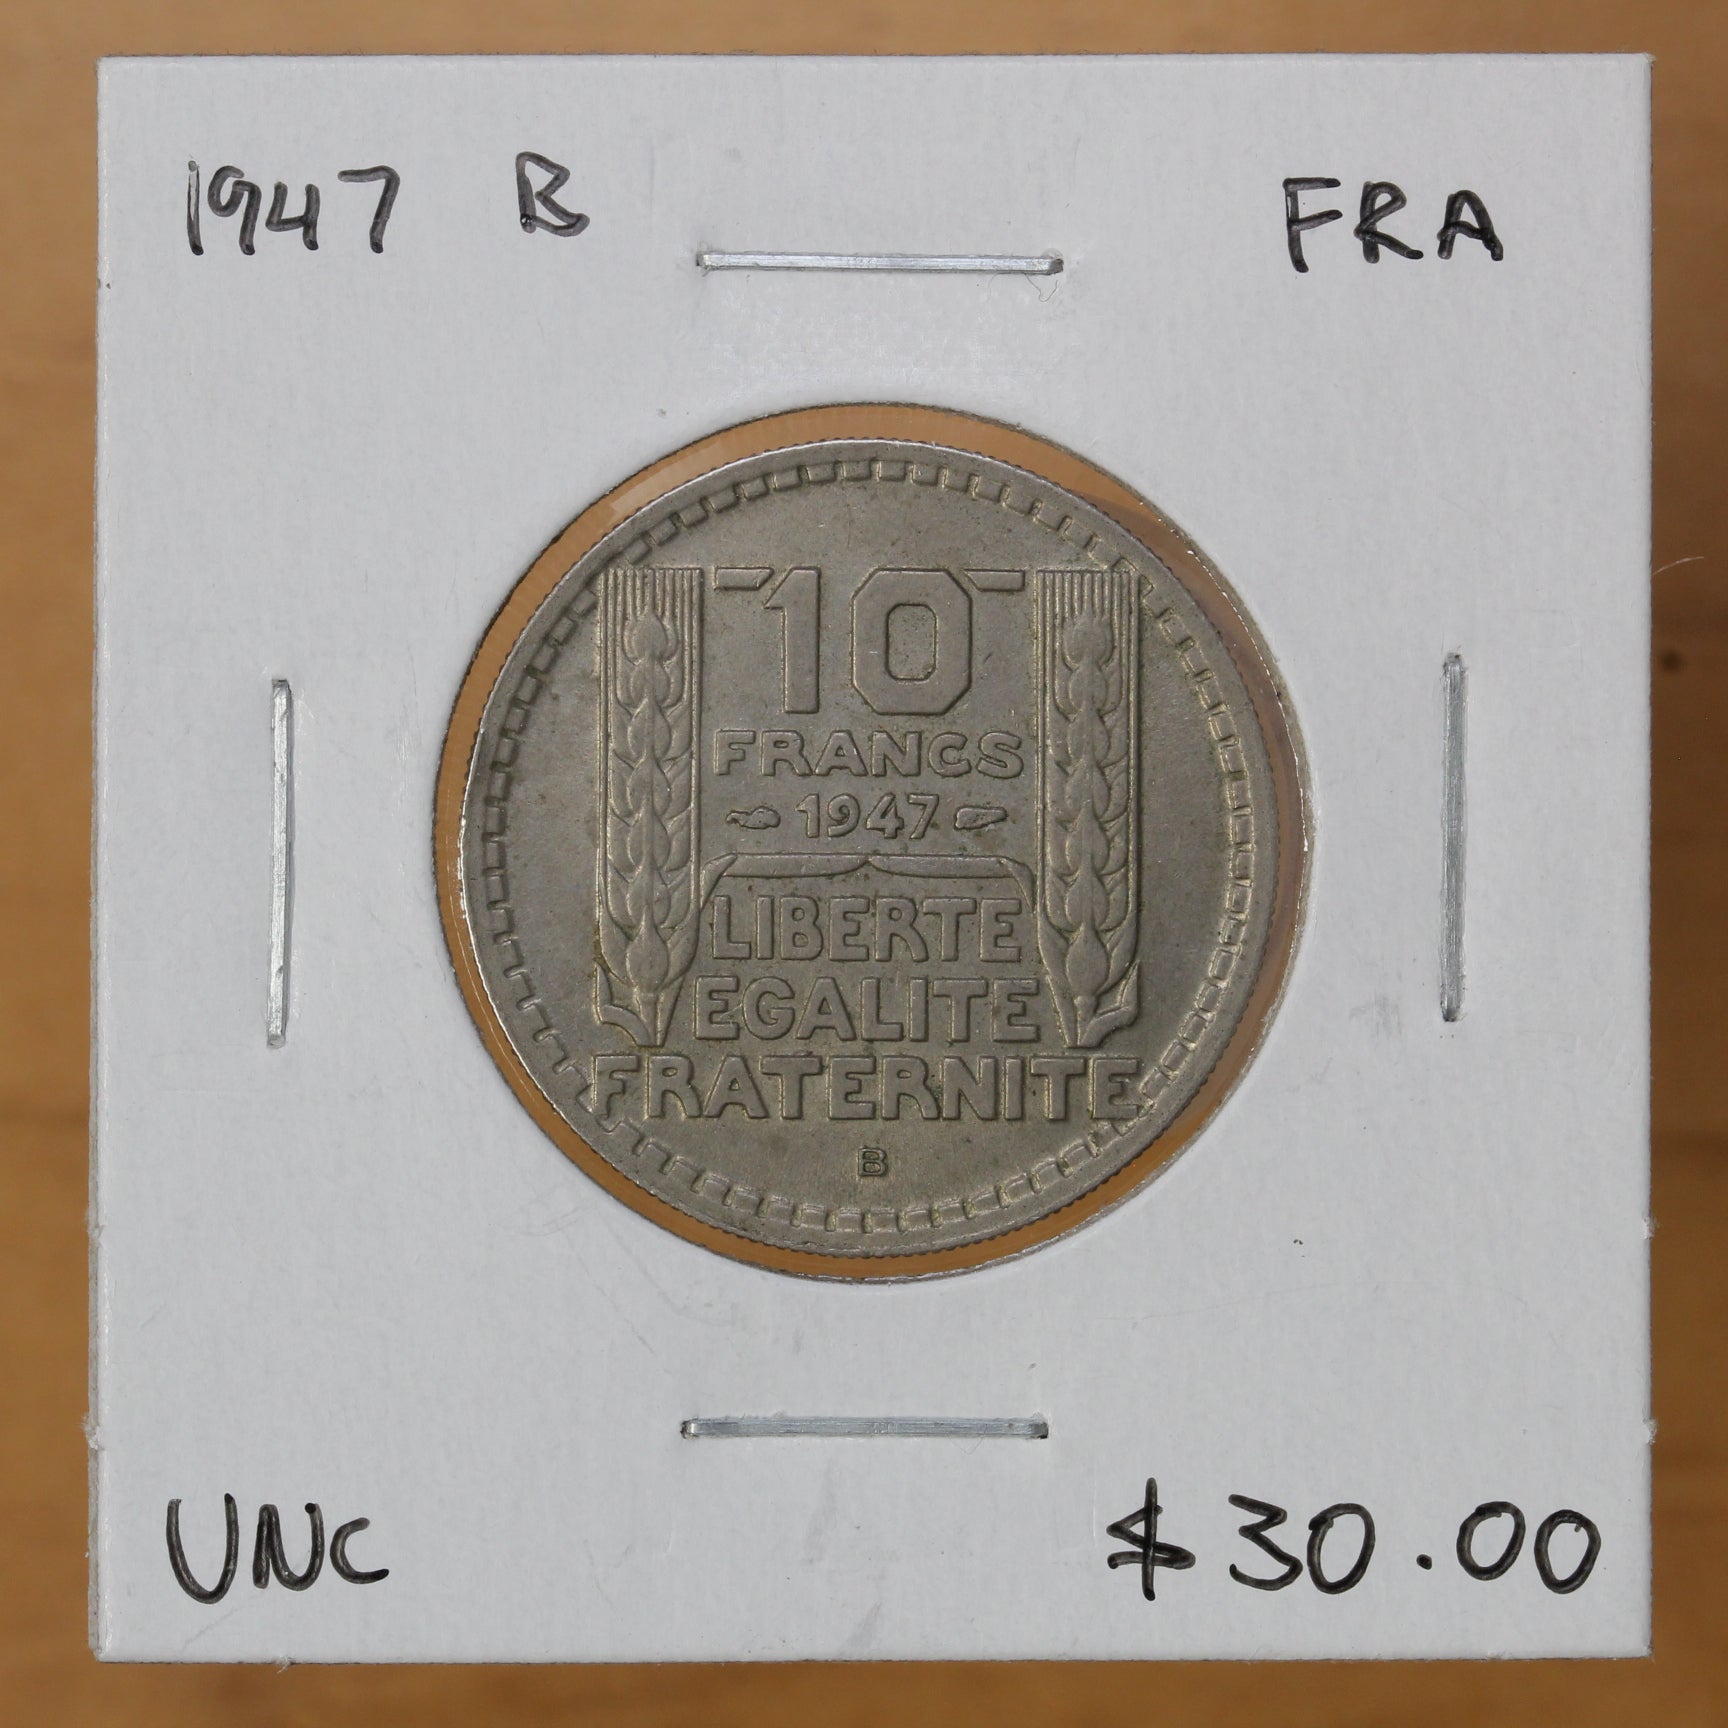 1947 B FRA
10
FRANCS
1947
LIBERTE
EGALITE
FRATERNITE
B
UNC $30.00